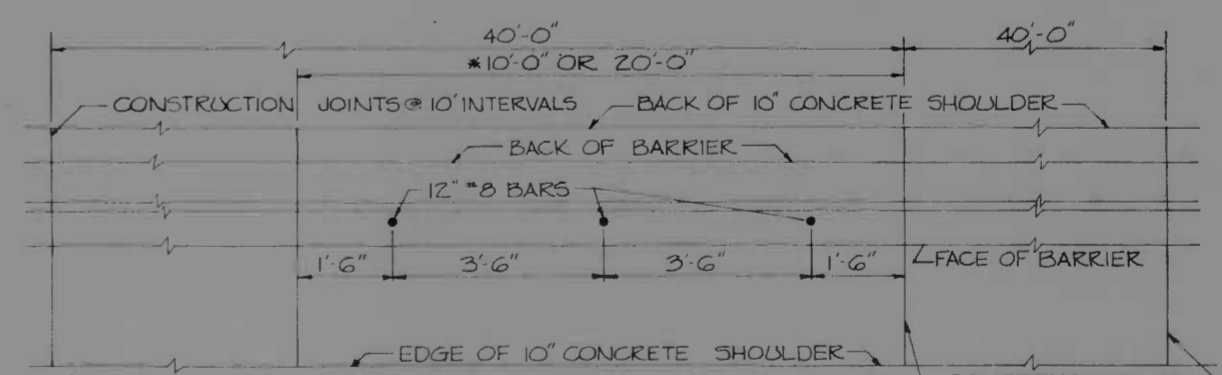 40'-0" 40'-0"
*10'-0" OR 20'-0"
CONSTRUCTION JOINTS @ 10' INTERVALS BACK OF 10" CONCRETE SHOULDER
BACK OF BARRIER
12" #8 BARS
1'-6" 3'-6" 3'-6" 1'-6" FACE OF BARRIER
EDGE OF 10" CONCRETE SHOULDER